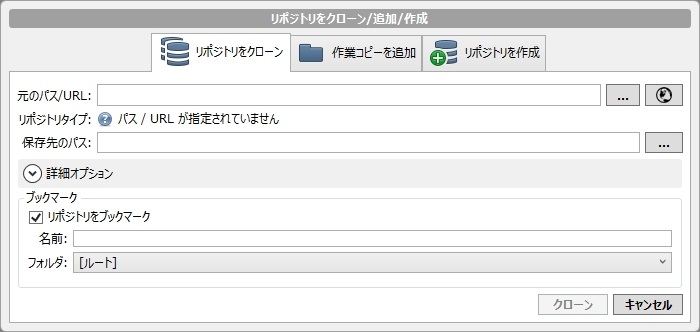 リポジトリをクローン/追加/作成
リポジトリをクローン 作業コピーを追加 リポジトリを作成
元のパス/URL: ...
リポジトリタイプ: ? パス / URL が指定されていません
保存先のパス: ...
詳細オプション
ブックマーク
リポジトリをブックマーク
名前:
フォルダ: [ルート]
クローン キャンセル